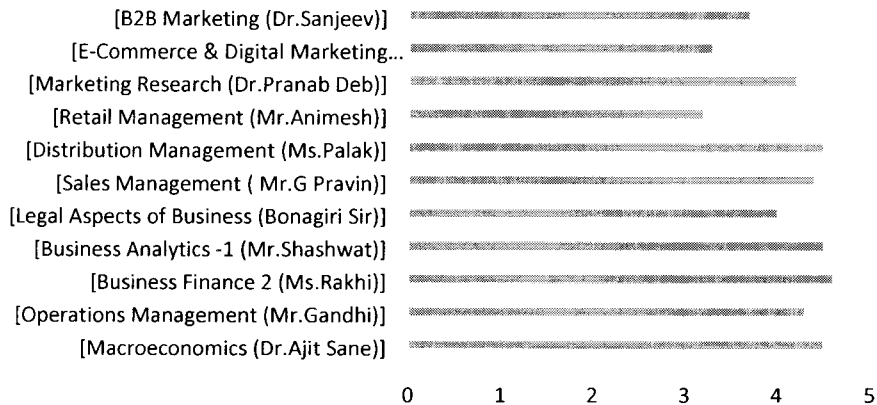 [B2B Marketing (Dr.Sanjeev)]
[E-Commerce & Digital Marketing...
[Marketing Research (Dr.Pranab Deb)]
[Retail Management (Mr.Animesh)]
[Distribution Management (Ms.Palak)]
[Sales Management ( Mr.G Pravin)]
[Legal Aspects of Business (Bonagiri Sir)]
[Business Analytics -1 (Mr.Shashwat)]
[Business Finance 2 (Ms.Rakhi)]
[Operations Management (Mr.Gandhi)]
[Macroeconomics (Dr.Ajit Sane)]
0 1 2 3 4 5